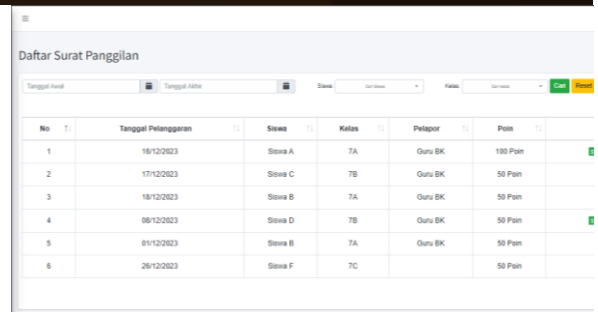 Daftar Surat Panggilan
Tanggal Awal Tanggal Akhir Siswa Cari Siswa Kelas Cari Kelas Cari Reset
No Tanggal Pelanggaran Siswa Kelas Pelapor Poin
1 16/12/2023 Siswa A 7A Guru BK 100 Poin
2 17/12/2023 Siswa C 7B Guru BK 50 Poin
3 18/12/2023 Siswa B 7A Guru BK 50 Poin
4 08/12/2023 Siswa D 7B Guru BK 50 Poin
5 01/12/2023 Siswa B 7A Guru BK 50 Poin
6 26/12/2023 Siswa F 7C 50 Poin